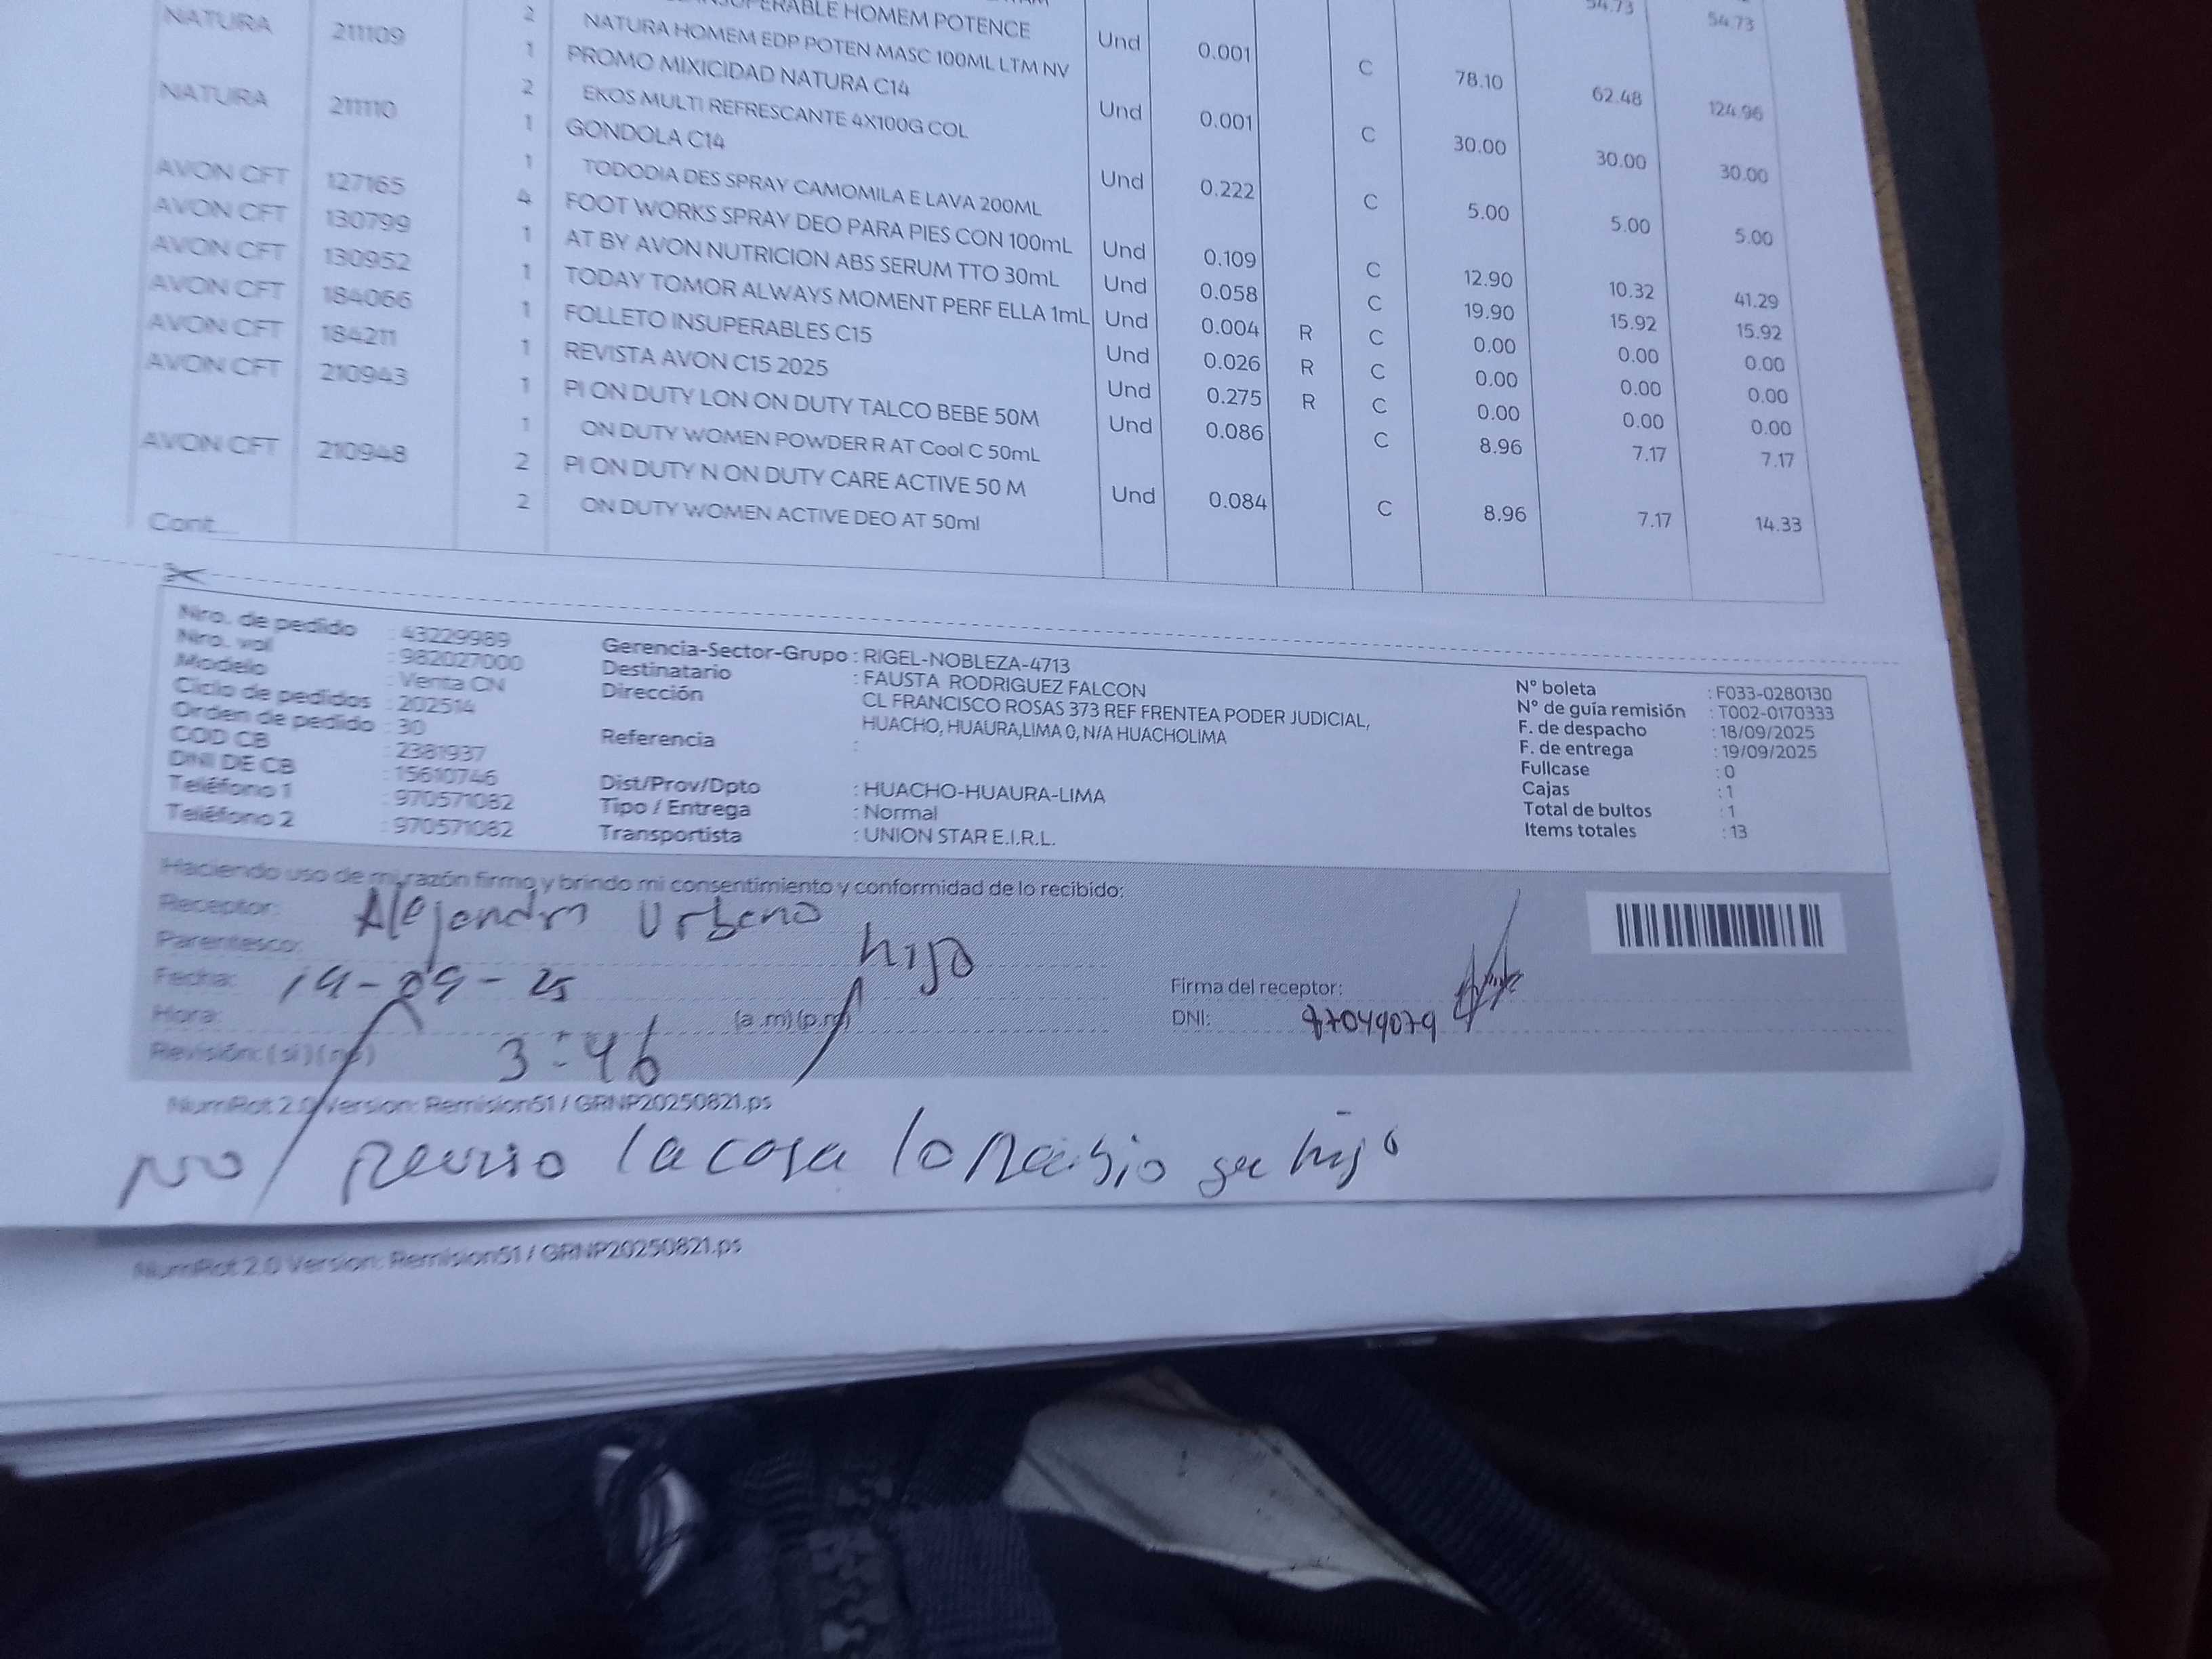 INSUPERABLE HOMEM POTENCE 54.73 54.73
NATURA 211109 2 NATURA HOMEM EDP POTEN MASC 100ML LTM NV Und 0.001 C 78.10 62.48 124.96
1 PROMO MIXICIDAD NATURA C14
NATURA 211110 2 EKOS MULTI REFRESCANTE 4X100G COL Und 0.001 C 30.00 30.00 30.00
1 GONDOLA C14
1 TODODIA DES SPRAY CAMOMILA E LAVA 200ML Und 0.222 C 5.00 5.00 5.00
AVON CFT 127165 4 FOOT WORKS SPRAY DEO PARA PIES CON 100mL Und 0.109 C 12.90 10.32 41.29
AVON CFT 130799 1 AT BY AVON NUTRICION ABS SERUM TTO 30mL Und 0.058 C 19.90 15.92 15.92
AVON CFT 130952 1 TODAY TOMOR ALWAYS MOMENT PERF ELLA 1mL Und 0.004 R C 0.00 0.00 0.00
AVON CFT 184066 1 FOLLETO INSUPERABLES C15 Und 0.026 R C 0.00 0.00 0.00
AVON CFT 184211 1 REVISTA AVON C15 2025 Und 0.275 R C 0.00 0.00 0.00
AVON CFT 210943 1 PI ON DUTY LON ON DUTY TALCO BEBE 50M Und 0.086 C 8.96 7.17 7.17
1 ON DUTY WOMEN POWDER R AT Cool C 50mL
AVON CFT 210948 2 PI ON DUTY N ON DUTY CARE ACTIVE 50 M Und 0.084 C 8.96 7.17 14.33
2 ON DUTY WOMEN ACTIVE DEO AT 50ml
Cont....
Nro. de pedido : 43229989
Nro. vol : 982027000
Modelo : Venta CN
Ciclo de pedidos : 202514
Orden de pedido : 30
COD CB : 2381937
DNI DE CB : 15610746
Teléfono 1 : 970571082
Teléfono 2 : 970571082
Gerencia-Sector-Grupo : RIGEL-NOBLEZA-4713
Destinatario : FAUSTA RODRIGUEZ FALCON
Dirección CL FRANCISCO ROSAS 373 REF FRENTEA PODER JUDICIAL,
HUACHO, HUAURA,LIMA 0, N/A HUACHOLIMA
Referencia :
Dist/Prov/Dpto : HUACHO-HUAURA-LIMA
Tipo / Entrega : Normal
Transportista : UNION STAR E.I.R.L.
N° boleta : F033-0280130
N° de guía remisión : T002-0170333
F. de despacho : 18/09/2025
F. de entrega : 19/09/2025
Fullcase : 0
Cajas : 1
Total de bultos : 1
Items totales : 13
Haciendo uso de mi razón firmo y brindo mi consentimiento y conformidad de lo recibido:
Receptor: Alejandro Urbano
Parentesco: hijo
Fecha: 19-09-25
Hora: 3:46 (a.m) (p.m)
Revisión: ( si ) ( no )
Firma del receptor:
DNI: 47049079
NumRot 2.0 Version: Remision51 / GRNP20250821.ps
No reviso la cosa lo Recibio su hijo
NumRot 2.0 Version: Remision51 / GRNP20250821.ps